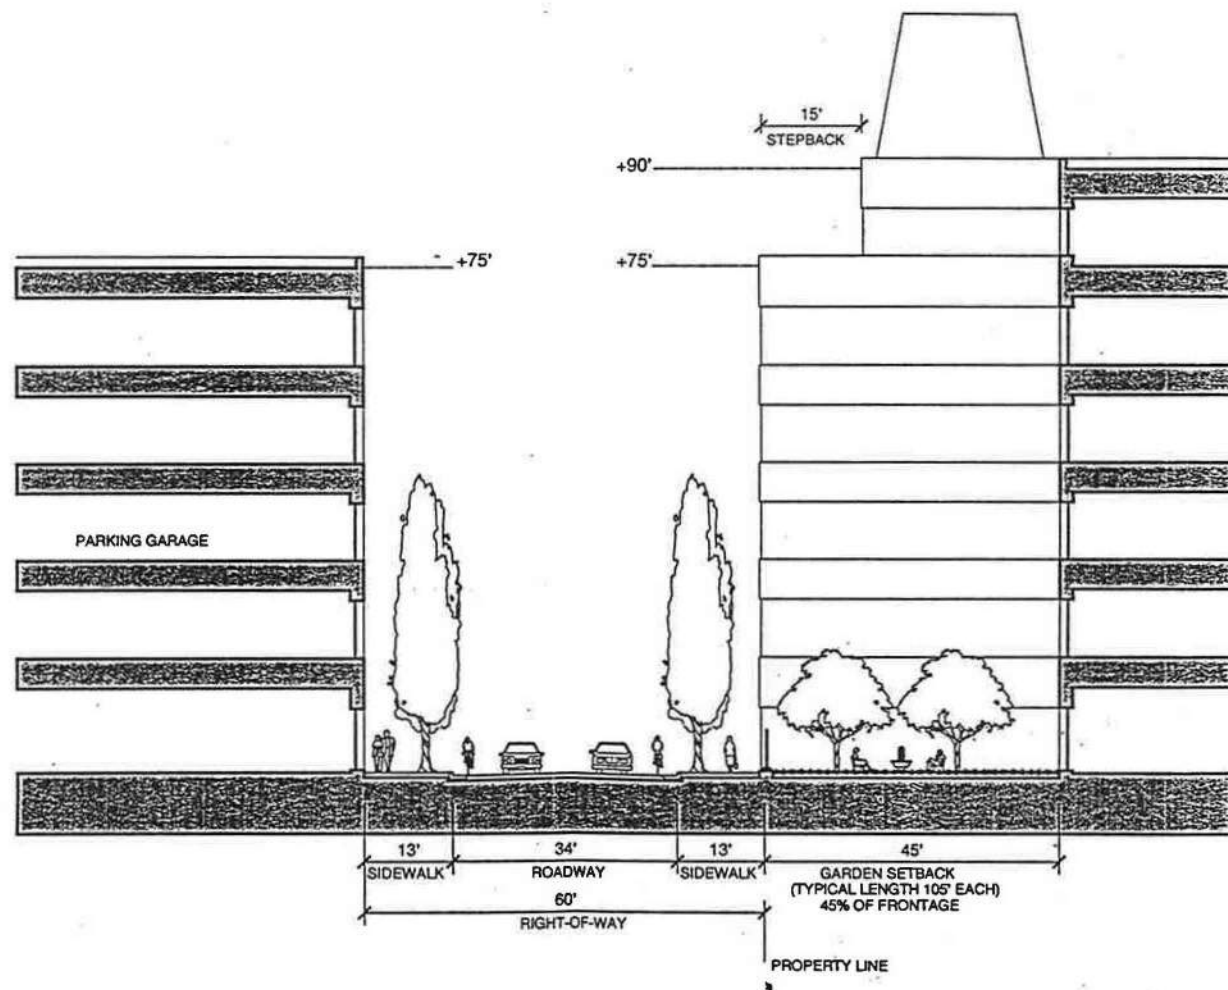 15'
STEPBACK
+90'
+75'
+75'
PARKING GARAGE
13'
34'
13'
45'
SIDEWALK
ROADWAY
SIDEWALK
GARDEN SETBACK
(TYPICAL LENGTH 105' EACH)
45% OF FRONTAGE
60'
RIGHT-OF-WAY
PROPERTY LINE